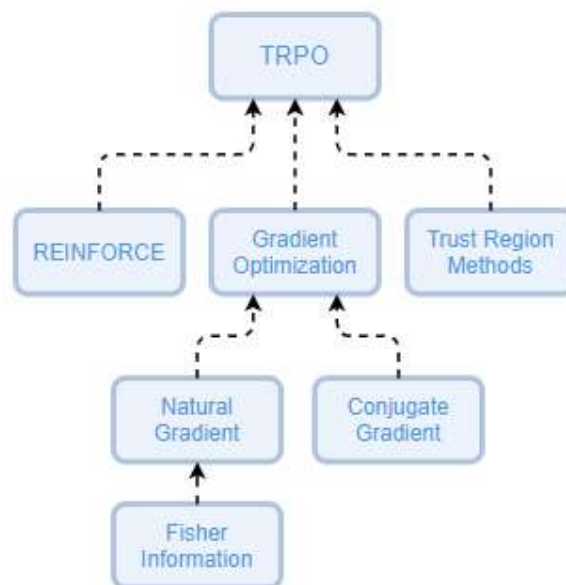 TRPO
REINFORCE
Gradient
Optimization
Trust Region
Methods
Natural
Gradient
Conjugate
Gradient
Fisher
Information